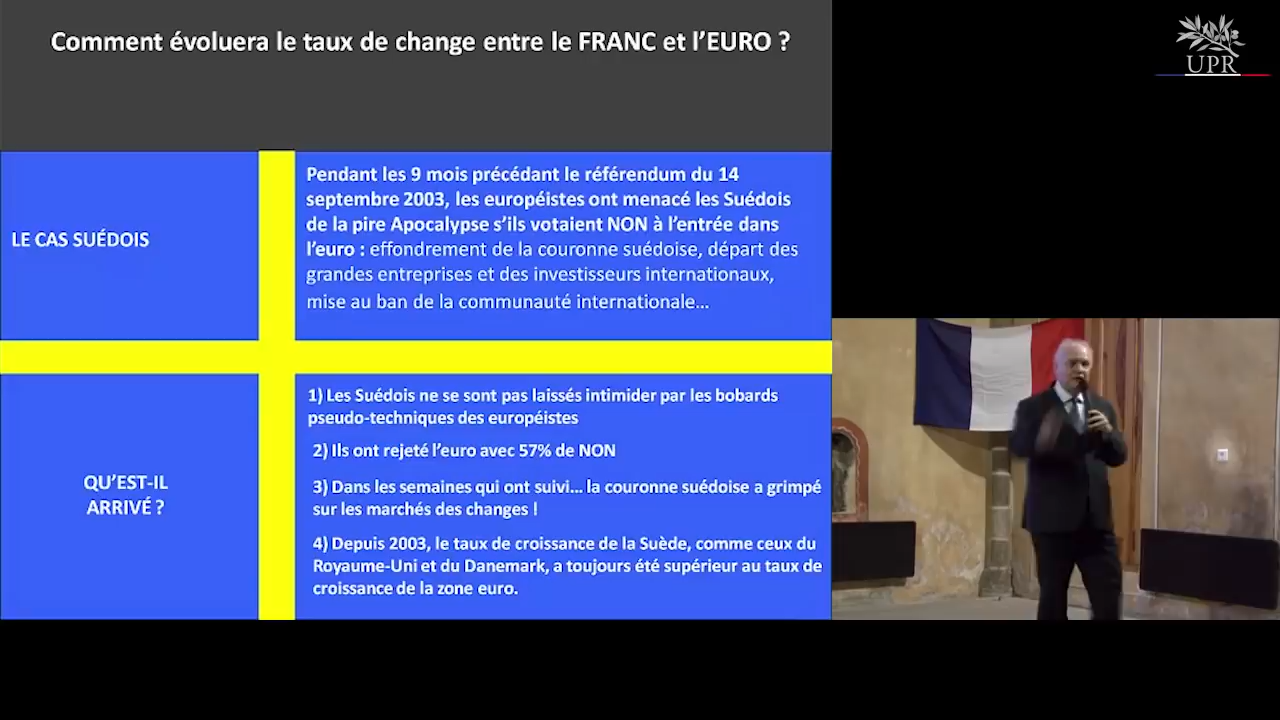 Comment évoluera le taux de change entre le FRANC et l'EURO ?
UPR
LE CAS SUÉDOIS
Pendant les 9 mois précédant le référendum du 14
septembre 2003, les européistes ont menacé les Suédois
de la pire Apocalypse s'ils votaient NON à l'entrée dans
l'euro : effondrement de la couronne suédoise, départ des
grandes entreprises et des investisseurs internationaux,
mise au ban de la communauté internationale...
QU'EST-IL
ARRIVÉ ?
1) Les Suédois ne se sont pas laissés intimider par les bobards
pseudo-techniques des européistes
2) Ils ont rejeté l'euro avec 57% de NON
3) Dans les semaines qui ont suivi... la couronne suédoise a grimpé
sur les marchés des changes !
4) Depuis 2003, le taux de croissance de la Suède, comme ceux du
Royaume-Uni et du Danemark, a toujours été supérieur au taux de
croissance de la zone euro.